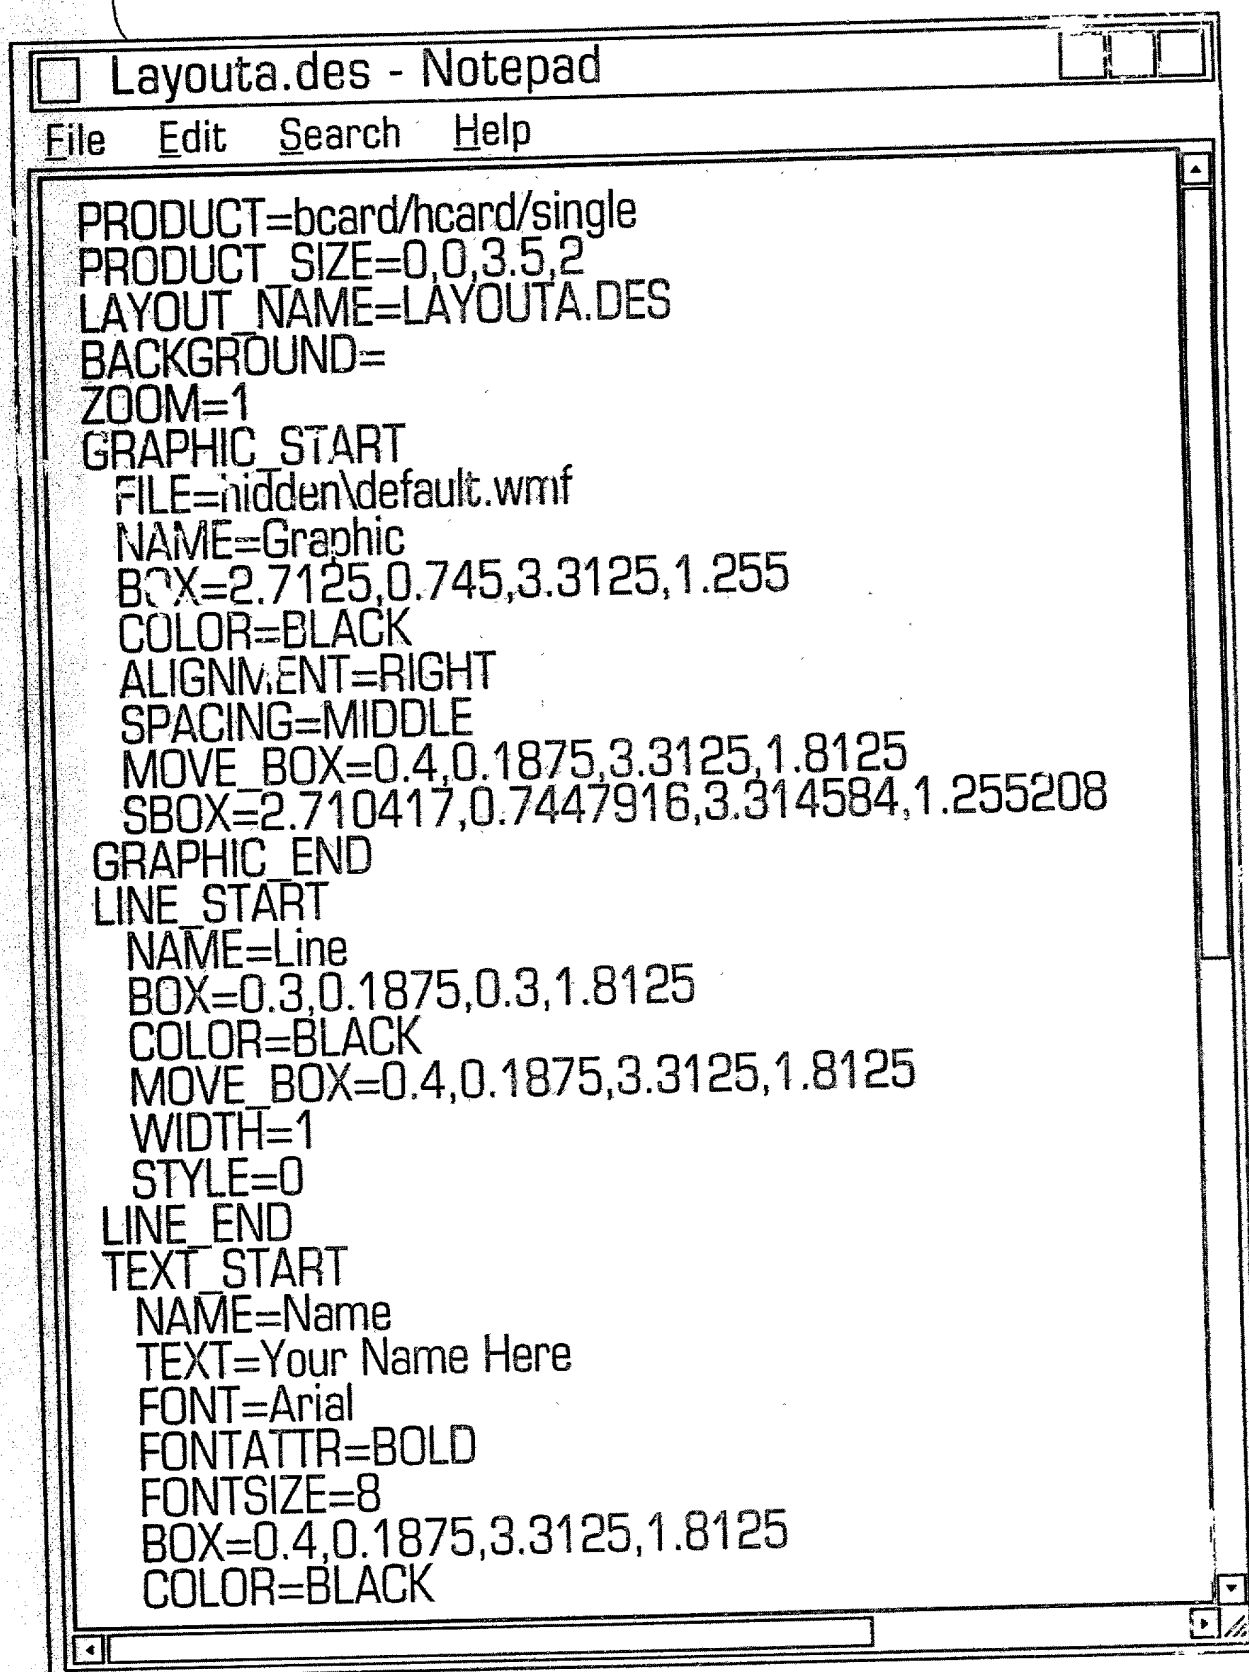 Layouta.des - Notepad
File Edit Search Help
PRODUCT=bcard/hcard/single
PRODUCT_SIZE=0,0,3.5,2
LAYOUT_NAME=LAYOUTA.DES
BACKGROUND=
ZOOM=1
GRAPHIC_START
FILE=hidden\default.wmf
NAME=Graphic
BOX=2.7125,0.745,3.3125,1.255
COLOR=BLACK
ALIGNMENT=RIGHT
SPACING=MIDDLE
MOVE_BOX=0.4,0.1875,3.3125,1.8125
SBOX=2.710417,0.7447916,3.314584,1.255208
GRAPHIC_END
LINE_START
NAME=Line
BOX=0.3,0.1875,0.3,1.8125
COLOR=BLACK
MOVE_BOX=0.4,0.1875,3.3125,1.8125
WIDTH=1
STYLE=0
LINE_END
TEXT_START
NAME=Name
TEXT=Your Name Here
FONT=Arial
FONTATTR=BOLD
FONTSIZE=8
BOX=0.4,0.1875,3.3125,1.8125
COLOR=BLACK